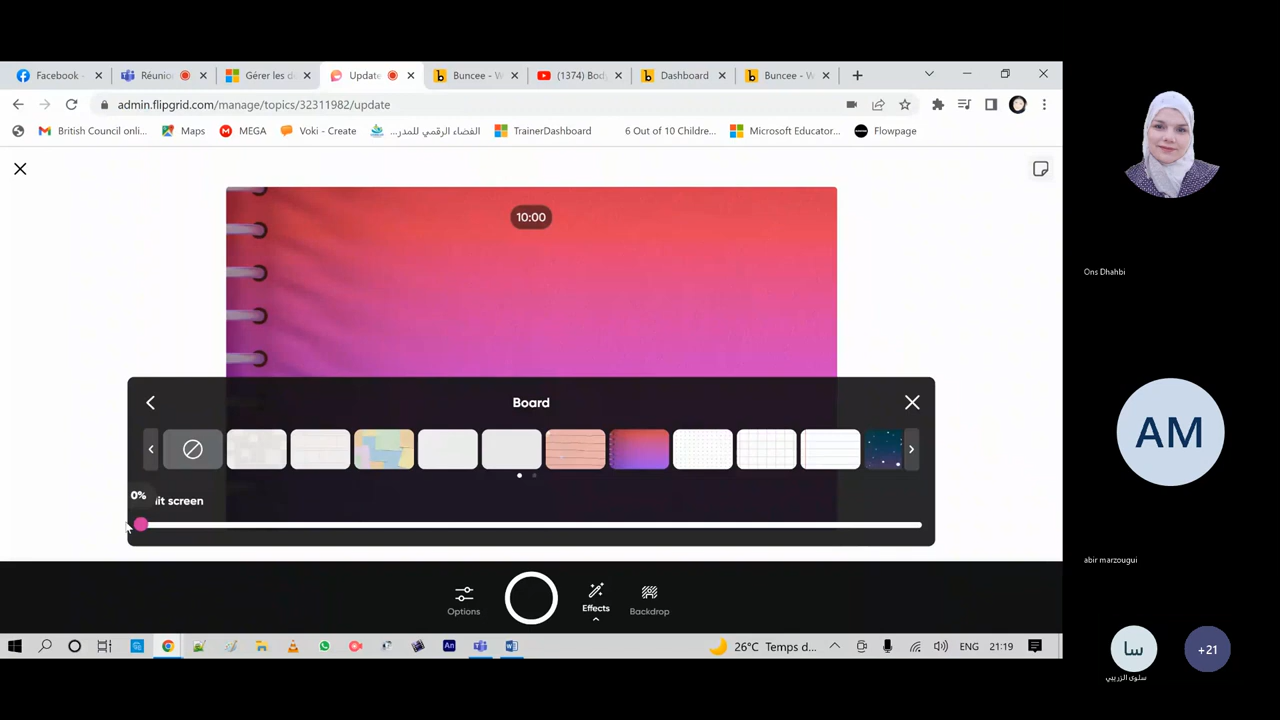 Facebook
Réunio
Gérer les d
Update
Buncee - W
(1374) Bod
Dashboard
Buncee - W
admin.flipgrid.com/manage/topics/32311982/update
British Council onli...
Maps
MEGA
Voki - Create
الفضاء الرقمي للمدر...
TrainerDashboard
6 Out of 10 Childre...
Microsoft Educator...
Flowpage
10:00
Ons Dhahbi
Board
AM
0%
it screen
abir marzougui
Options
Effects
Backdrop
26°C Temps d...
ENG
21:19
سا
+21
سلوى الزريبي